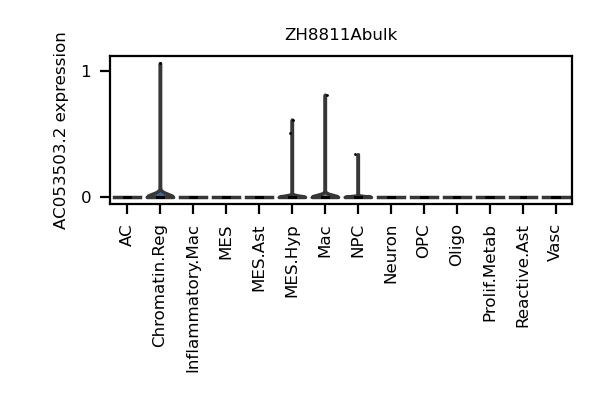 ZH8811Abulk
AC053503.2 expression
1
0
AC
Chromatin.Reg
Inflammatory.Mac
MES
MES.Ast
MES.Hyp
Mac
NPC
Neuron
OPC
Oligo
Prolif.Metab
Reactive.Ast
Vasc